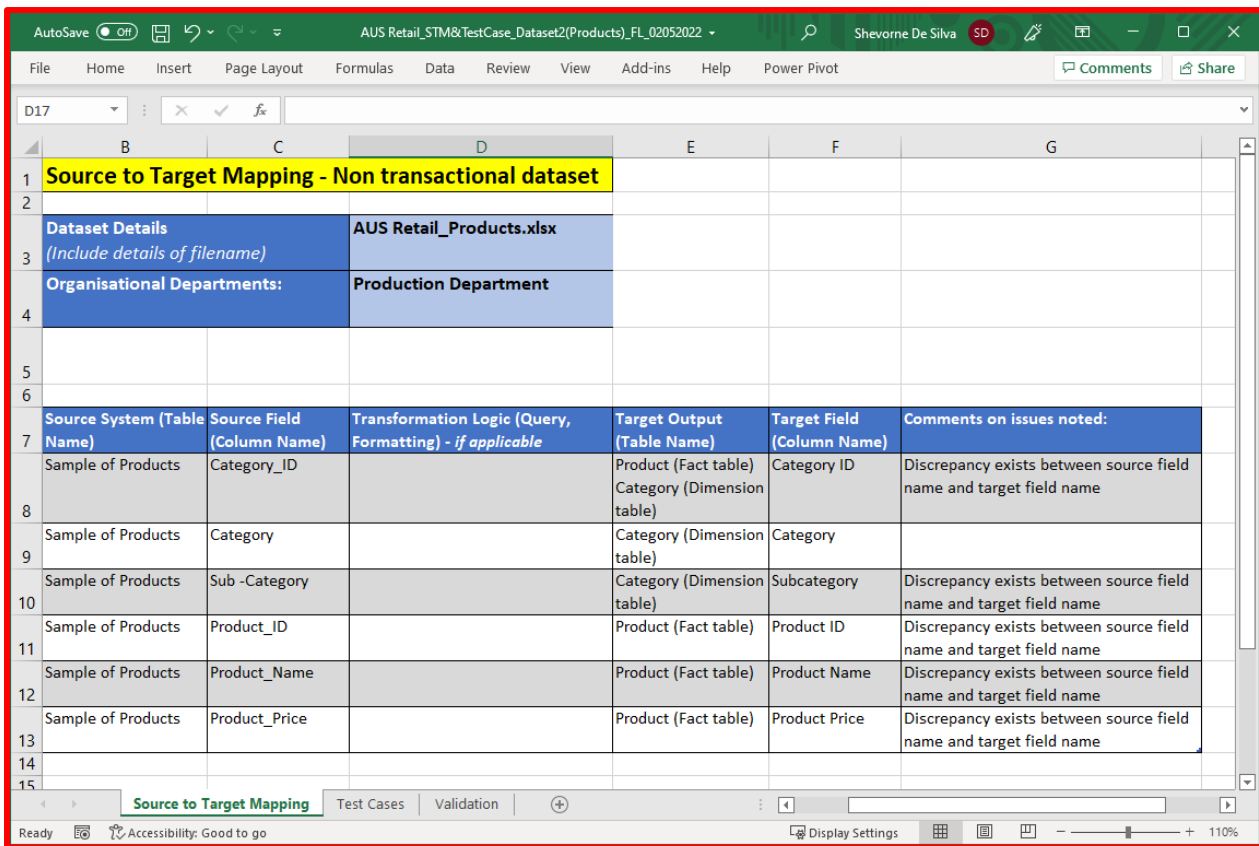 AutoSave Off AUS Retail_STM&TestCase_Dataset2(Products)_FL_02052022 Shevorne De Silva SD
File Home Insert Page Layout Formulas Data Review View Add-ins Help Power Pivot Comments Share
D17 fx
B C D E F G
1 Source to Target Mapping - Non transactional dataset
2
Dataset Details AUS Retail_Products.xlsx
3 (Include details of filename)
Organisational Departments: Production Department
4
5
6
Source System (Table Source Field Transformation Logic (Query, Target Output Target Field Comments on issues noted:
7 Name) (Column Name) Formatting) - if applicable (Table Name) (Column Name)
Sample of Products Category_ID Product (Fact table) Category ID Discrepancy exists between source field
Category (Dimension name and target field name
8 table)
Sample of Products Category Category (Dimension Category
9 table)
Sample of Products Sub -Category Category (Dimension Subcategory Discrepancy exists between source field
10 table) name and target field name
Sample of Products Product_ID Product (Fact table) Product ID Discrepancy exists between source field
11 name and target field name
Sample of Products Product_Name Product (Fact table) Product Name Discrepancy exists between source field
12 name and target field name
Sample of Products Product_Price Product (Fact table) Product Price Discrepancy exists between source field
13 name and target field name
14
15
Source to Target Mapping Test Cases Validation
Ready Accessibility: Good to go Display Settings 110%